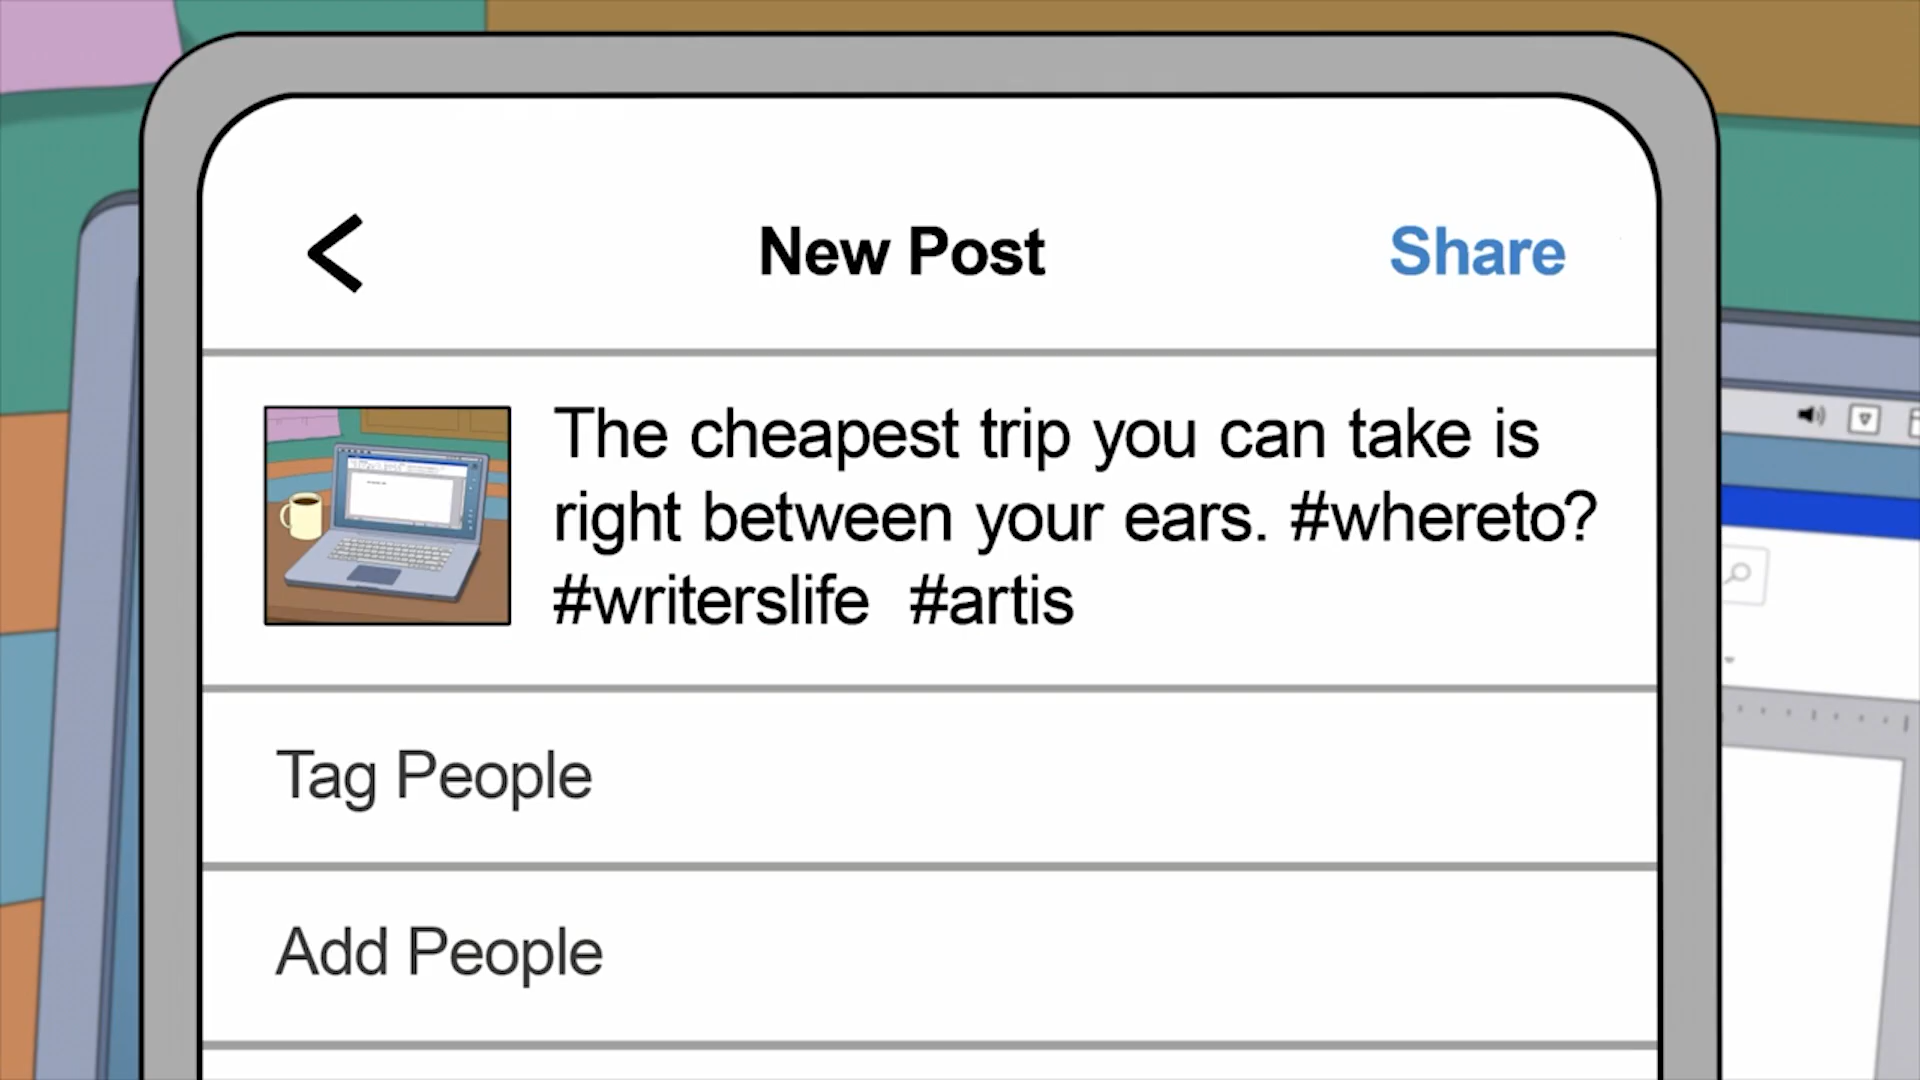 New Post
Share
The cheapest trip you can take is
right between your ears. #whereto?
#writerslife  #artis
Tag People
Add People